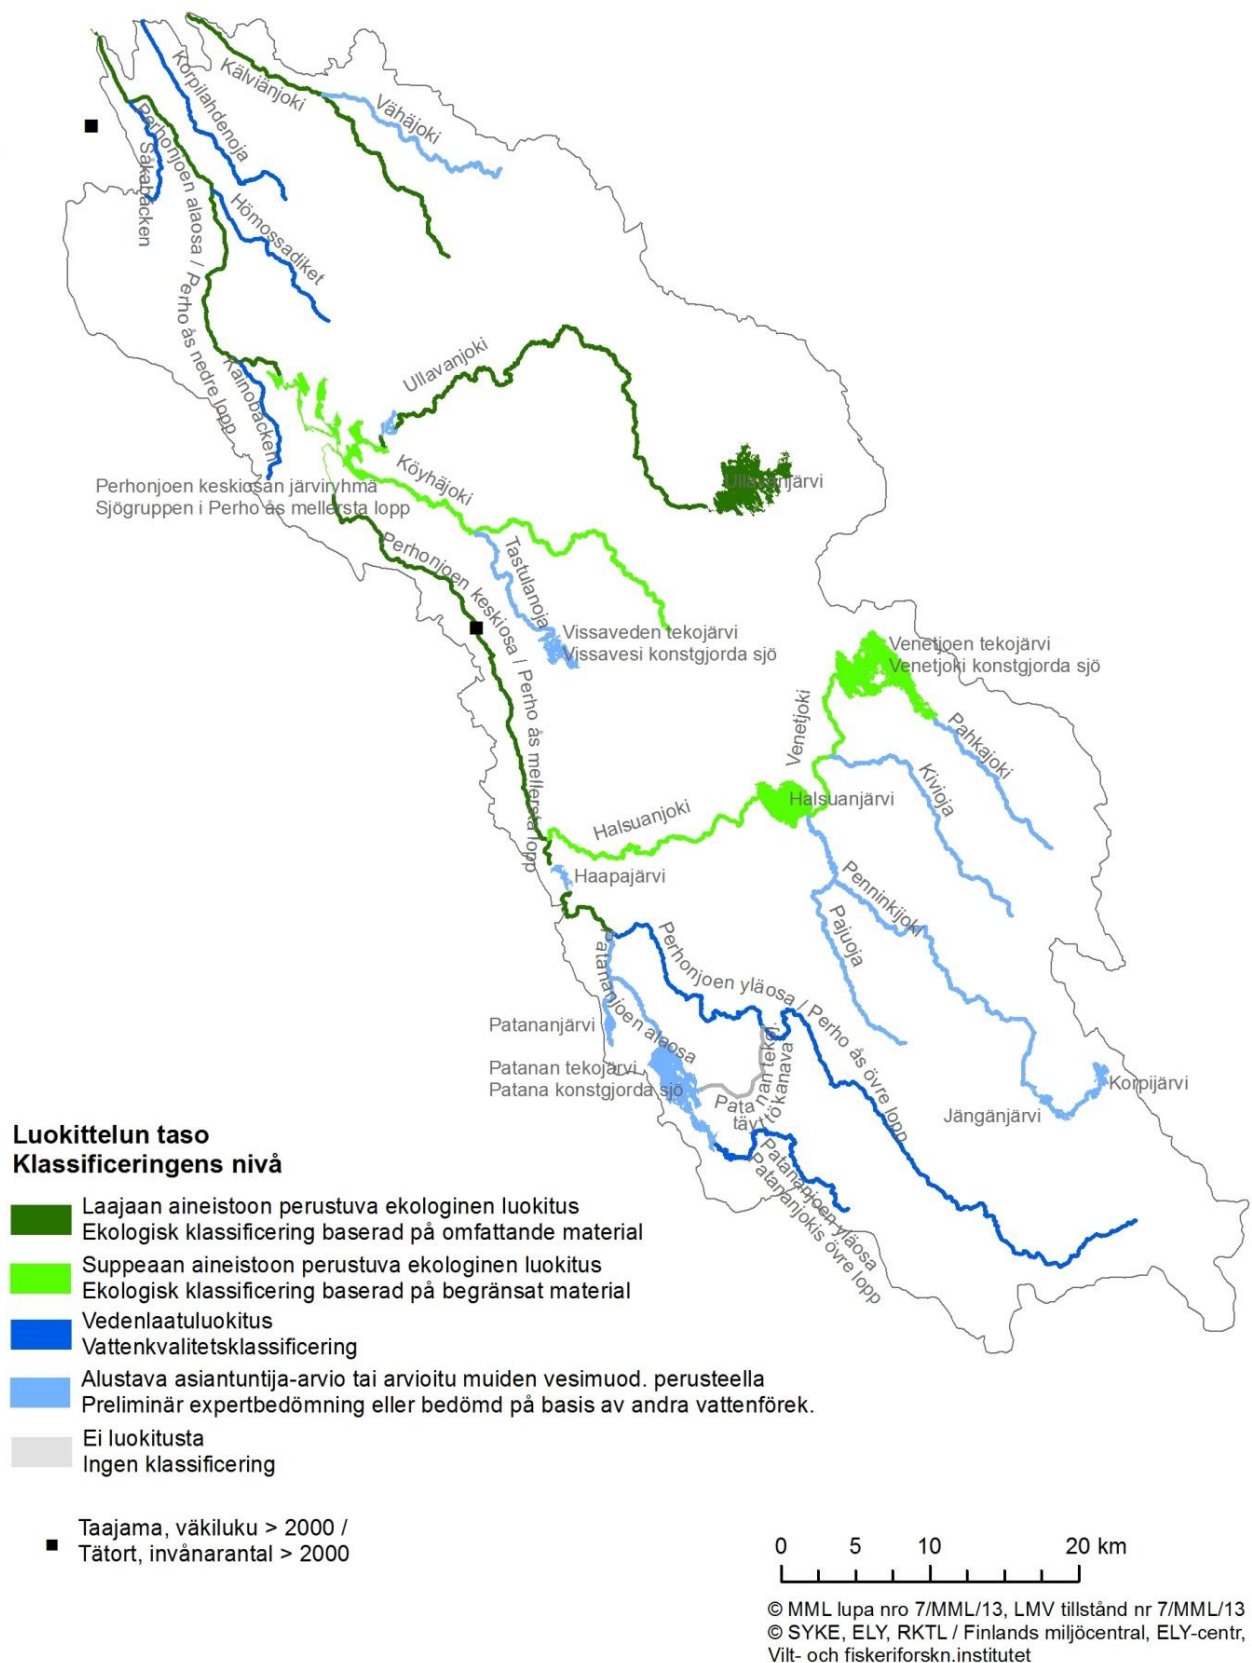 Korpilahdenoja
Kälviänjoki
Vähäjoki
Perhonjoen alaosa / Perho ås nedre lopp
Såkabäcken
Hömossadiket
Kainobäcken
Ullavanjoki
Ullavanjärvi
Köyhäjoki
Perhonjoen keskiosan järviryhmä
Sjögruppen i Perho ås mellersta lopp
Perhonjoen keskiosa / Perho ås mellersta lopp
Tastulanoja
Vissaveden tekojärvi
Vissavesi konstgjorda sjö
Venetjoen tekojärvi
Venetjoki konstgjorda sjö
Venetjoki
Pahkajoki
Kivioja
Halsuanjärvi
Halsuanjoki
Haapajärvi
Penninkijoki
Pajuoja
Perhonjoen yläosa / Perho ås övre lopp
Patananjoen alaosa
Patananjärvi
Patanan tekojärvi
Patana konstgjorda sjö
Patanan tekoj.
täyttökanava
Korpijärvi
Jängänjärvi
Patananjoen yläosa
Patananjokis övre lopp
Luokittelun taso
Klassificeringens nivå
Laajaan aineistoon perustuva ekologinen luokitus
Ekologisk klassificering baserad på omfattande material
Suppeaan aineistoon perustuva ekologinen luokitus
Ekologisk klassificering baserad på begränsat material
Vedenlaatuluokitus
Vattenkvalitetsklassificering
Alustava asiantuntija-arvio tai arvioitu muiden vesimuod. perusteella
Preliminär expertbedömning eller bedömd på basis av andra vattenförek.
Ei luokitusta
Ingen klassificering
Taajama, väkiluku > 2000 /
Tätort, invånarantal > 2000
0 5 10 20 km
© MML lupa nro 7/MML/13, LMV tillstånd nr 7/MML/13
© SYKE, ELY, RKTL / Finlands miljöcentral, ELY-centr,
Vilt- och fiskeriforskn.institutet